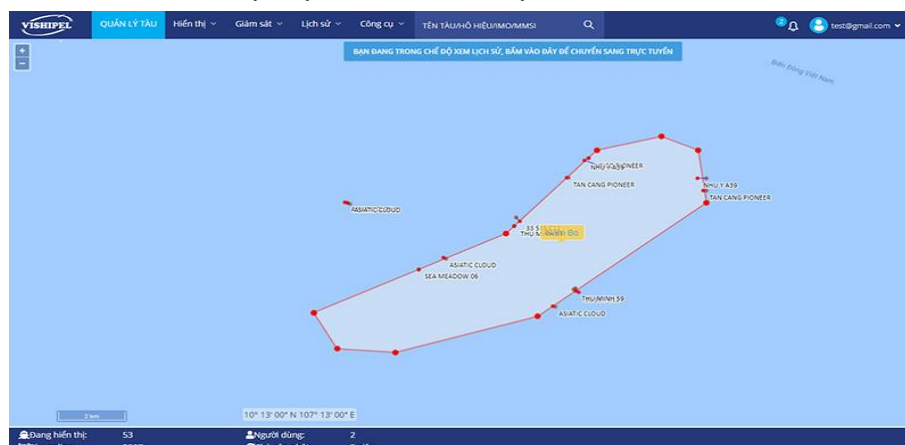 VISHIPEL
QUẢN LÝ TÀU
Hiển thị
Giám sát
Lịch sử
Công cụ
TÊN TÀU/HÔ HIỆU/IMO/MMSI
2
test@gmail.com
BẠN ĐANG TRONG CHẾ ĐỘ XEM LỊCH SỬ, BẤM VÀO ĐÂY ĐỂ CHUYỂN SANG TRỰC TUYẾN
+
−
Biển Đông Việt Nam
PIONEER
TAN CANG PIONEER
NHU Y A39
TAN CANG PIONEER
ASIATIC CLOUD
ASIATIC CLOUD
SEA MEADOW 06
THU MINH 59
ASIATIC CLOUD
2 km
10° 13' 00" N 107° 13' 00" E
Đang hiển thị: 53
Người dùng: 2